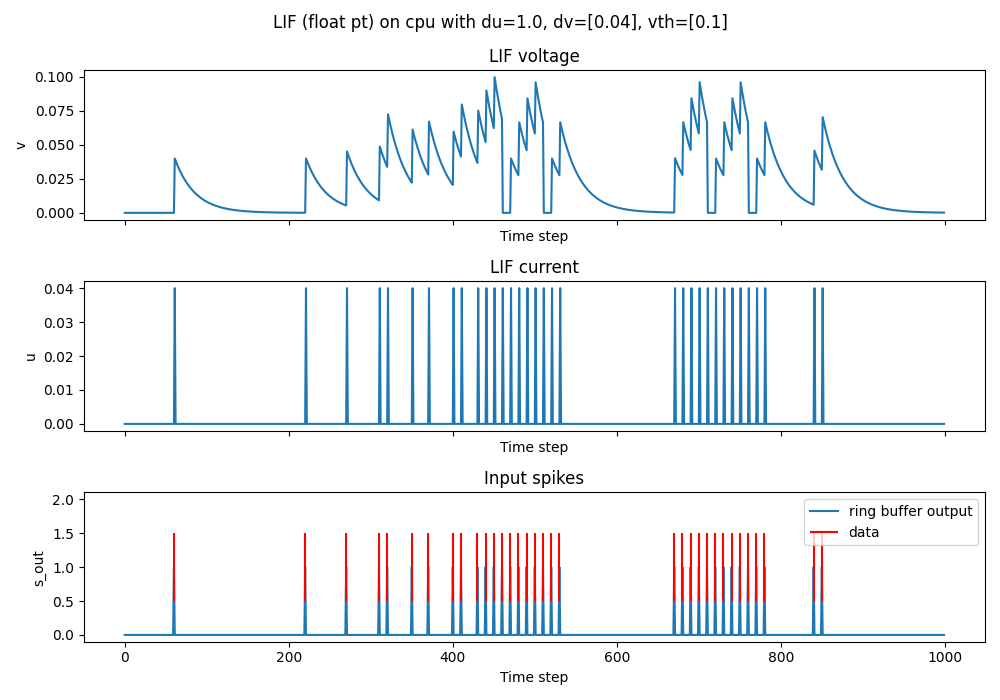 LIF (float pt) on cpu with du=1.0, dv=[0.04], vth=[0.1]
LIF voltage
0.100
0.075
0.050
0.025
0.000
v
Time step
LIF current
0.04
0.03
0.02
0.01
0.00
u
Time step
Input spikes
2.0
1.5
1.0
0.5
0.0
s_out
ring buffer output
data
0 200 400 600 800 1000
Time step